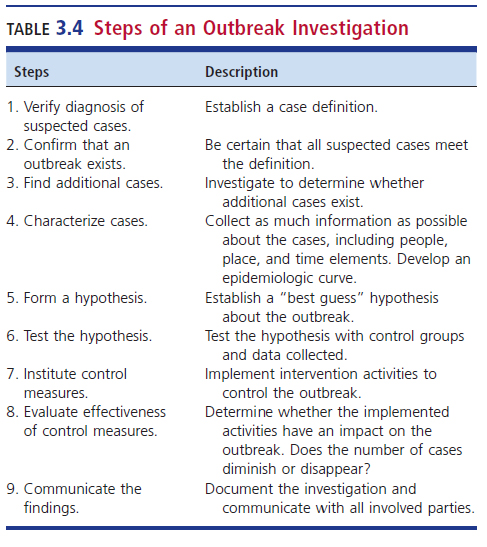 TABLE 3.4 Steps of an Outbreak Investigation
Steps Description
1. Verify diagnosis of Establish a case definition.
suspected cases.
2. Confirm that an Be certain that all suspected cases meet
outbreak exists. the definition.
3. Find additional cases. Investigate to determine whether
additional cases exist.
4. Characterize cases. Collect as much information as possible
about the cases, including people,
place, and time elements. Develop an
epidemiologic curve.
5. Form a hypothesis. Establish a “best guess” hypothesis
about the outbreak.
6. Test the hypothesis. Test the hypothesis with control groups
and data collected.
7. Institute control Implement intervention activities to
measures. control the outbreak.
8. Evaluate effectiveness Determine whether the implemented
of control measures. activities have an impact on the
outbreak. Does the number of cases
diminish or disappear?
9. Communicate the Document the investigation and
findings. communicate with all involved parties.